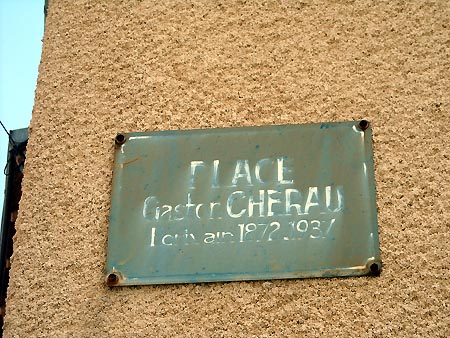 PLACE
Gaston CHERAU
Ecrivain 1872 1937